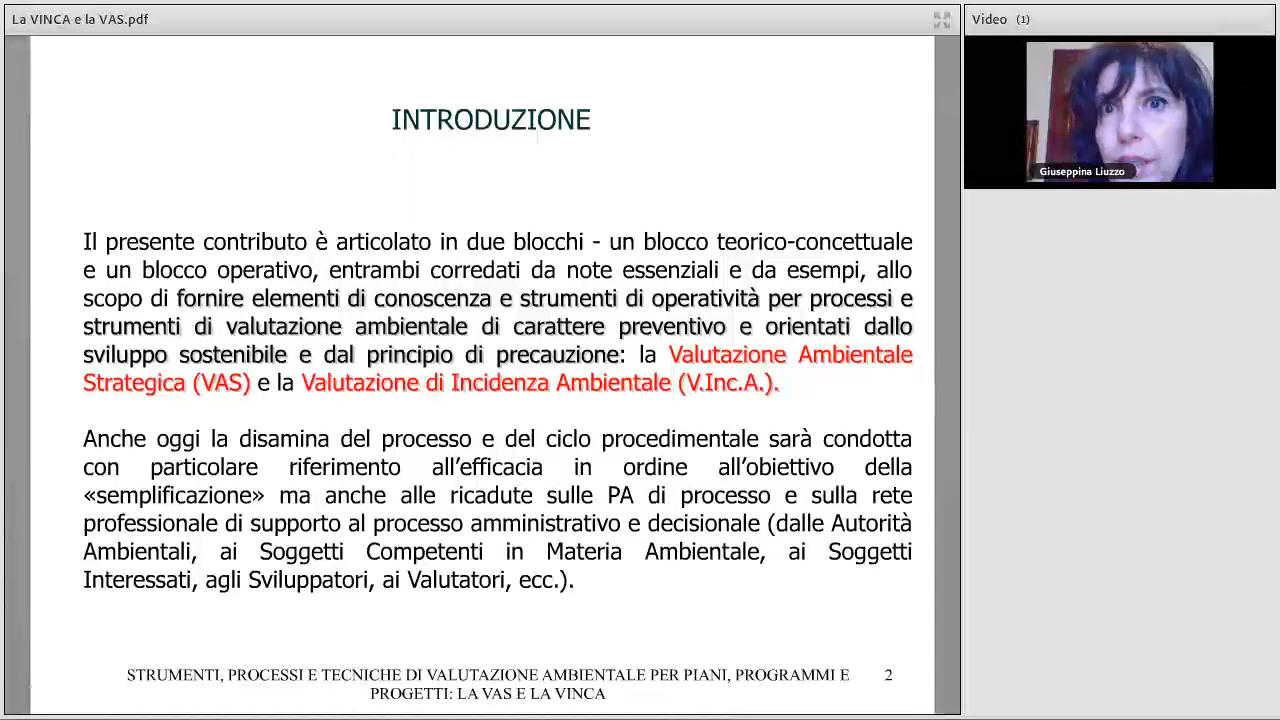 La VINCA e la VAS.pdf
Video (1)
Giuseppina Liuzzo
INTRODUZIONE
Il presente contributo è articolato in due blocchi - un blocco teorico-concettuale
e un blocco operativo, entrambi corredati da note essenziali e da esempi, allo
scopo di fornire elementi di conoscenza e strumenti di operatività per processi e
strumenti di valutazione ambientale di carattere preventivo e orientati dallo
sviluppo sostenibile e dal principio di precauzione: la Valutazione Ambientale
Strategica (VAS) e la Valutazione di Incidenza Ambientale (V.Inc.A.).
Anche oggi la disamina del processo e del ciclo procedimentale sarà condotta
con particolare riferimento all’efficacia in ordine all’obiettivo della
«semplificazione» ma anche alle ricadute sulle PA di processo e sulla rete
professionale di supporto al processo amministrativo e decisionale (dalle Autorità
Ambientali, ai Soggetti Competenti in Materia Ambientale, ai Soggetti
Interessati, agli Sviluppatori, ai Valutatori, ecc.).
STRUMENTI, PROCESSI E TECNICHE DI VALUTAZIONE AMBIENTALE PER PIANI, PROGRAMMI E
PROGETTI: LA VAS E LA VINCA
2